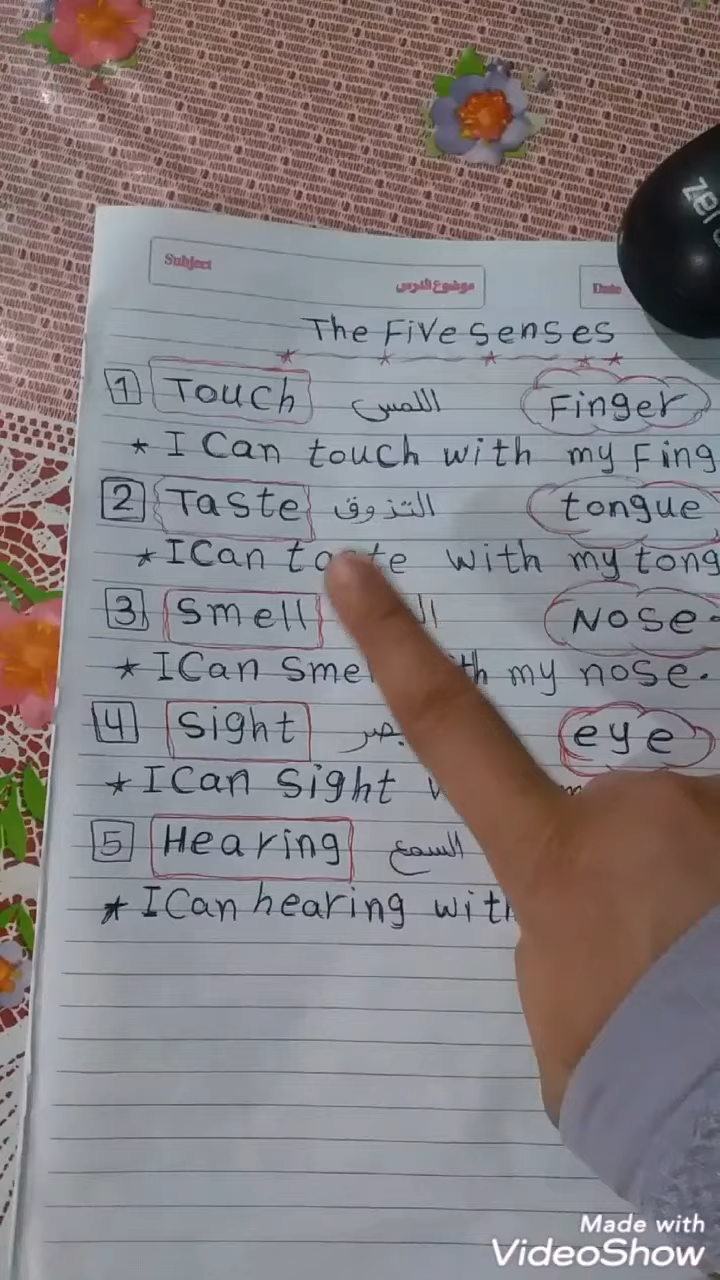 Subject موضوع الدرس Date
The Five senses
1 Touch اللمس Finger
* I Can touch with my Fing
2 Taste التذوق tongue
* I Can taste with my tong
3 Smell Nose
* I Can Smell with my nose.
4 Sight eye
* I Can Sight
5 Hearing السمع
* I Can hearing with
Made with
VideoShow